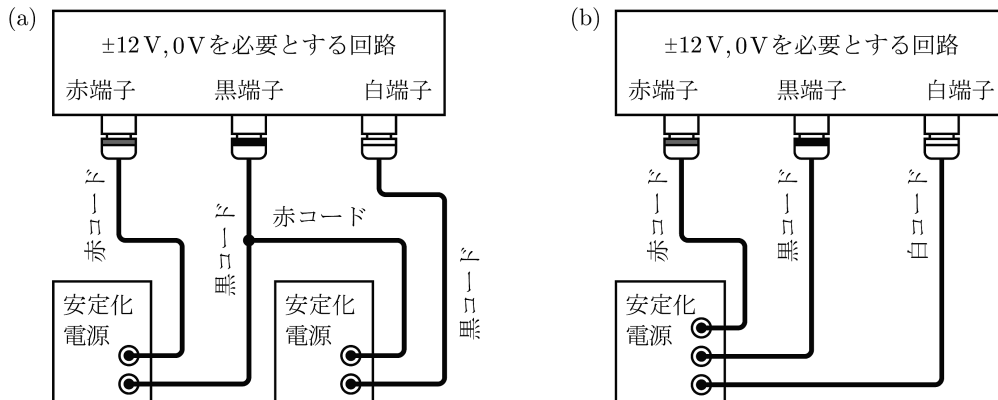 (a)
±12V,0Vを必要とする回路
赤端子 黒端子 白端子
赤コード
黒コード
赤コード
黒コード
安定化
電源
安定化
電源
(b)
±12V,0Vを必要とする回路
赤端子 黒端子 白端子
赤コード
黒コード
白コード
安定化
電源